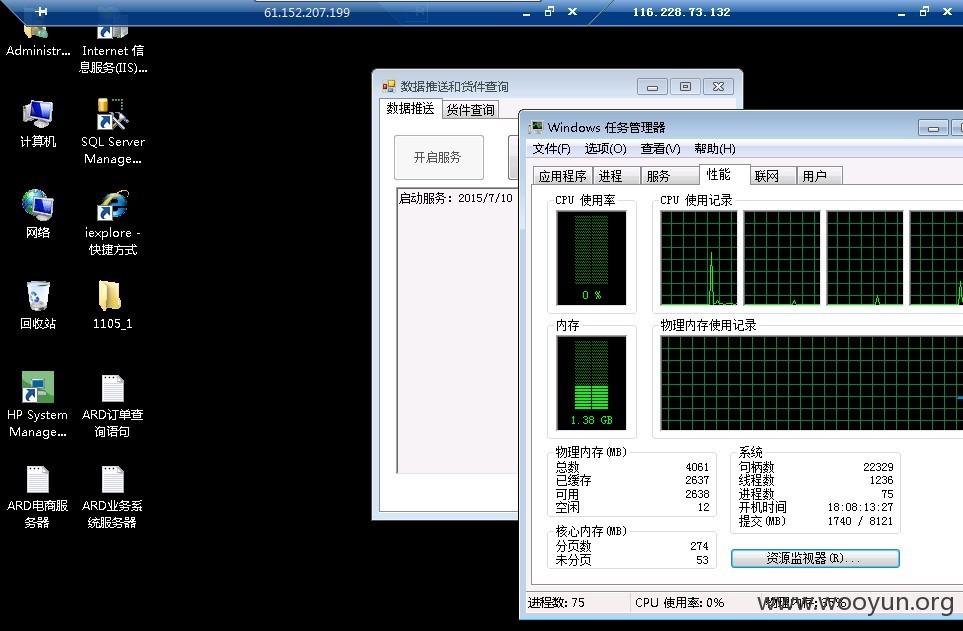 61.152.207.199
116.228.73.132
Administr...
Internet 信
息服务(IIS)...
计算机
SQL Server
Manage...
网络
iexplore -
快捷方式
回收站
1105_1
HP System
Manage...
ARD订单查
询语句
ARD电商服
务器
ARD业务系
统服务器
数据推送和货件查询
数据推送
货件查询
开启服务
启动服务: 2015/7/10
Windows 任务管理器
文件(F) 选项(O) 查看(V) 帮助(H)
应用程序 进程 服务 性能 联网 用户
CPU 使用率
CPU 使用记录
0 %
内存
物理内存使用记录
1.38 GB
物理内存(MB)
总数 4061
已缓存 2637
可用 2638
空闲 12
核心内存(MB)
分页数 274
未分页 53
系统
句柄数 22329
线程数 1236
进程数 75
开机时间 18:08:13:27
提交(MB) 1740 / 8121
资源监视器(R)...
进程数: 75
CPU 使用率: 0%
物理内存: 35%
www.wooyun.org